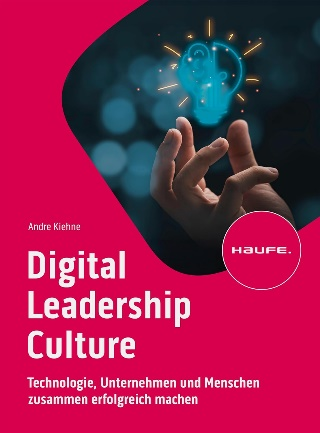 Andre Kiehne
HAUFE.
Digital
Leadership
Culture
Technologie, Unternehmen und Menschen
zusammen erfolgreich machen